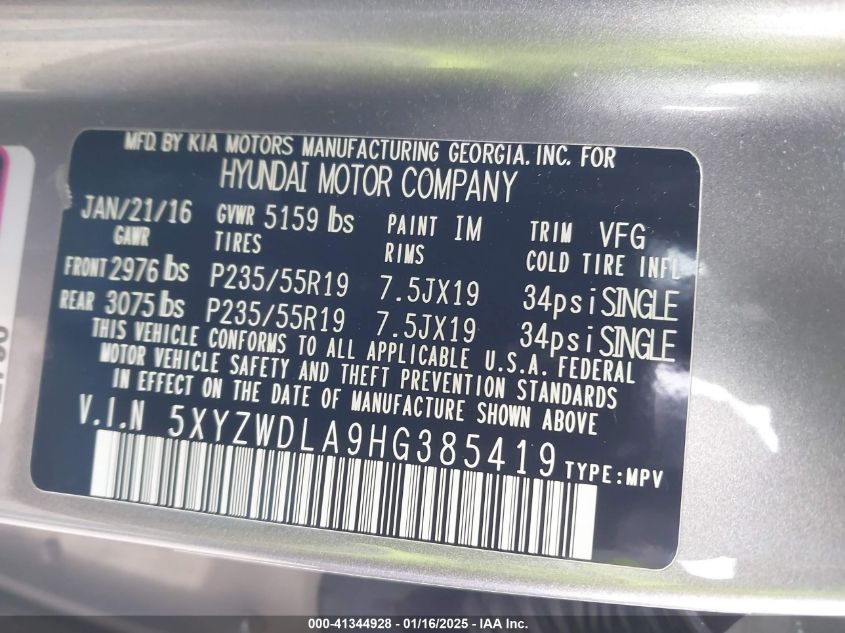 MFD. BY KIA MOTORS MANUFACTURING GEORGIA. INC. FOR
HYUNDAI MOTOR COMPANY
JAN/21/16 GVWR 5159 lbs PAINT IM TRIM VFG
GAWR TIRES RIMS COLD TIRE INFL
FRONT 2976 lbs P235/55R19 7.5JX19 34psi SINGLE
REAR 3075 lbs P235/55R19 7.5JX19 34psi SINGLE
THIS VEHICLE CONFORMS TO ALL APPLICABLE U.S.A. FEDERAL
MOTOR VEHICLE SAFETY AND THEFT PREVENTION STANDARDS
IN EFFECT ON THE DATE OF MANUFACTURE SHOWN ABOVE
V.I.N 5XYZWDLA9HG385419 TYPE:MPV
000-41344928 - 01/16/2025 - IAA Inc.